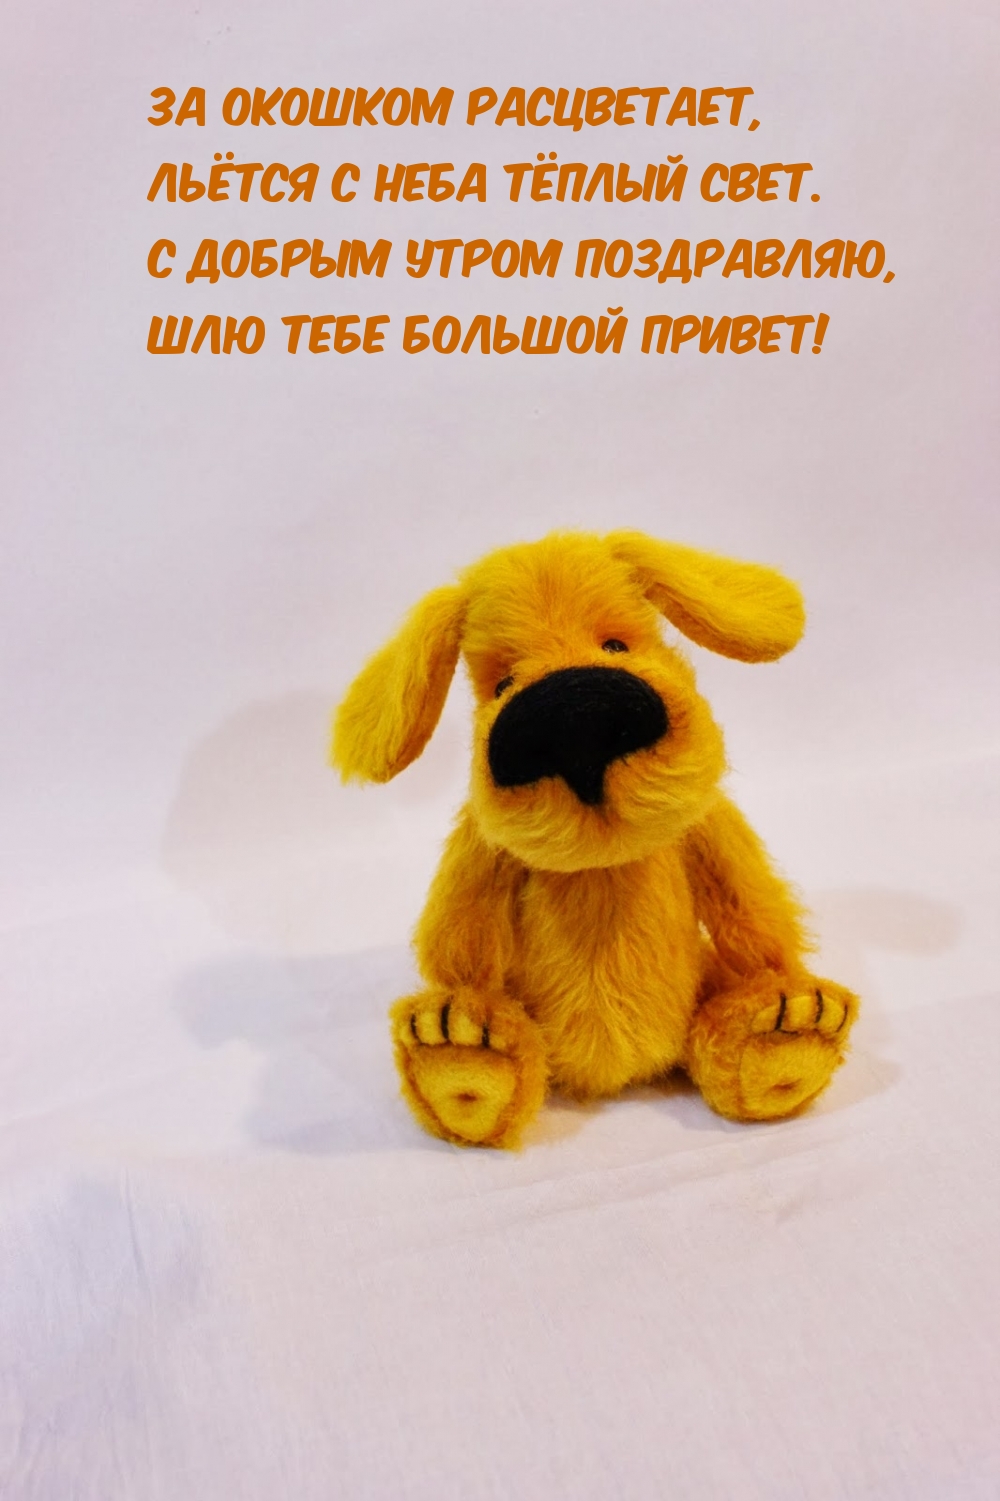 ЗА ОКОШКОМ РАСЦВЕТАЕТ,
ЛЬЁТСЯ С НЕБА ТЁПЛЫЙ СВЕТ.
С ДОБРЫМ УТРОМ ПОЗДРАВЛЯЮ,
ШЛЮ ТЕБЕ БОЛЬШОЙ ПРИВЕТ!